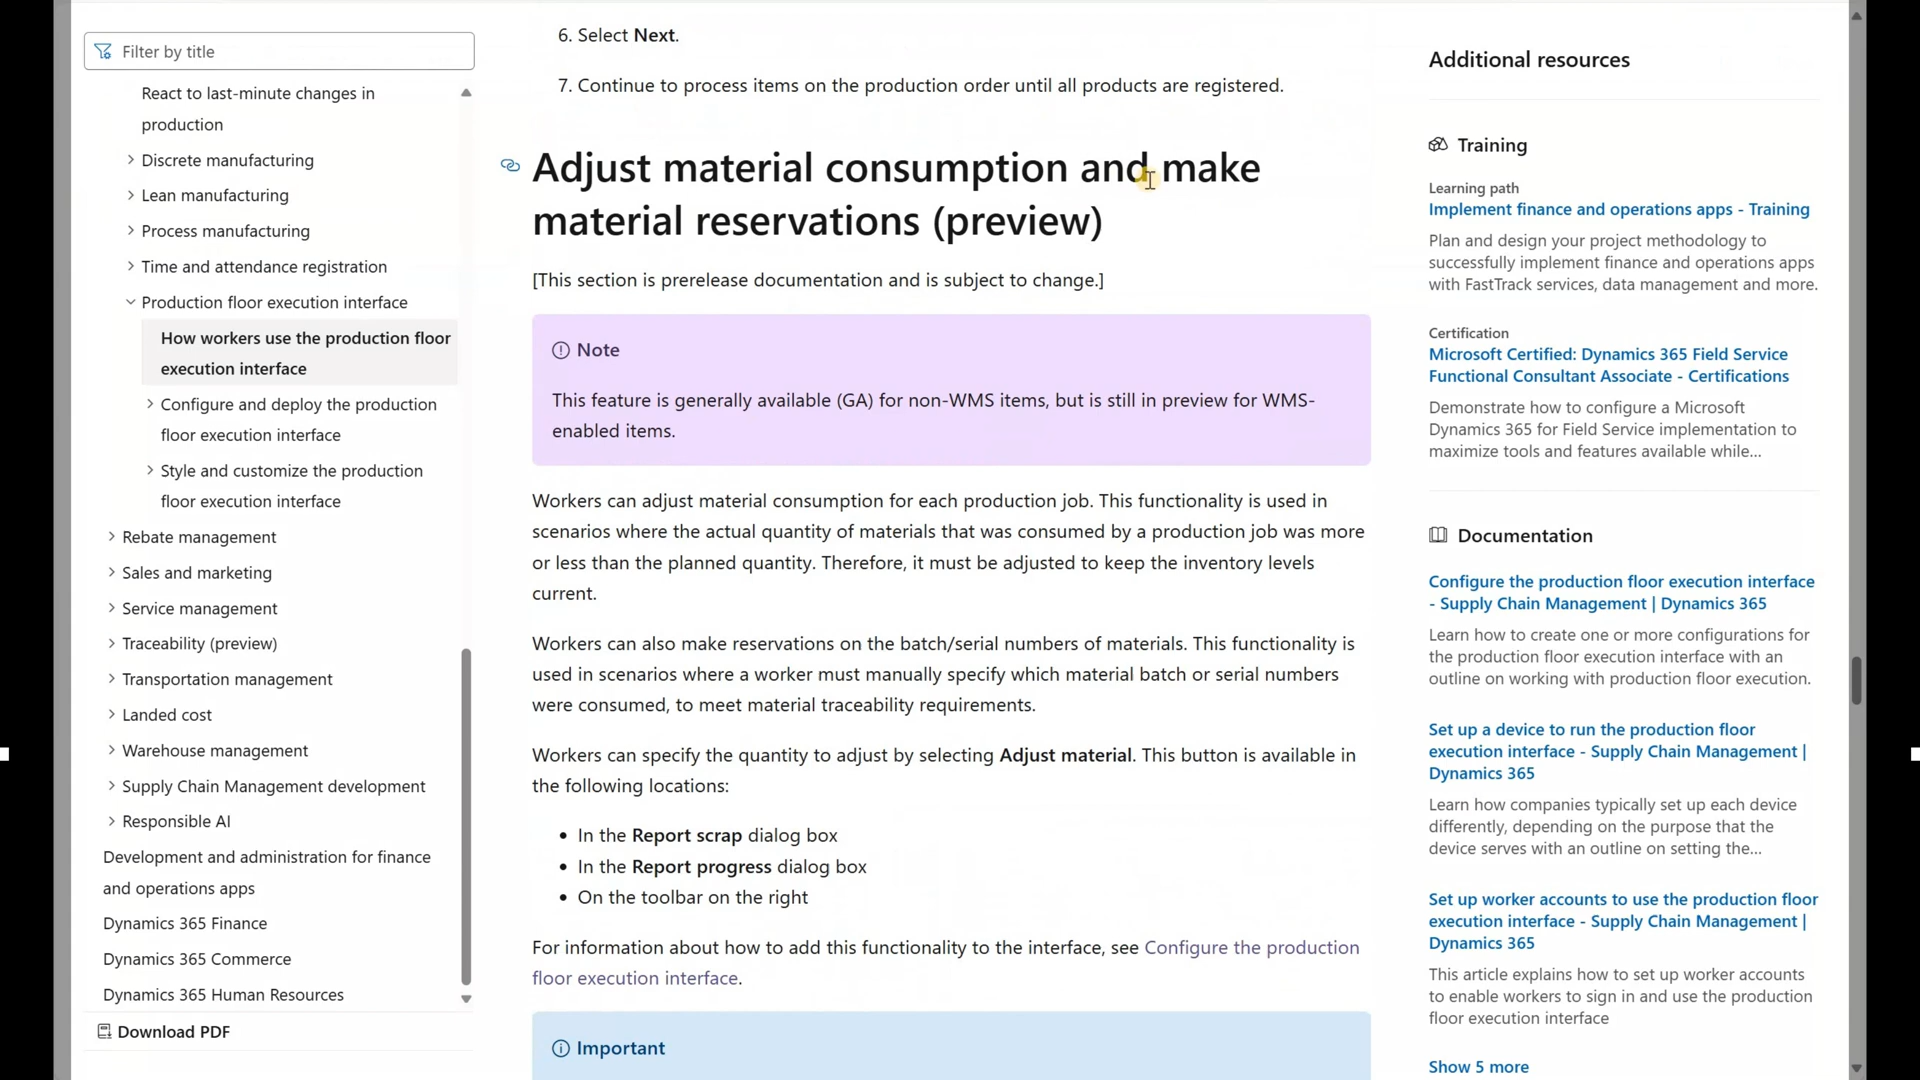 Filter by title
React to last-minute changes in
production
Discrete manufacturing
Lean manufacturing
Process manufacturing
Time and attendance registration
Production floor execution interface
How workers use the production floor
execution interface
Configure and deploy the production
floor execution interface
Style and customize the production
floor execution interface
Rebate management
Sales and marketing
Service management
Traceability (preview)
Transportation management
Landed cost
Warehouse management
Supply Chain Management development
Responsible AI
Development and administration for finance
and operations apps
Dynamics 365 Finance
Dynamics 365 Commerce
Dynamics 365 Human Resources
Download PDF
6. Select Next.
7. Continue to process items on the production order until all products are registered.
Adjust material consumption and make
material reservations (preview)
[This section is prerelease documentation and is subject to change.]
Note
This feature is generally available (GA) for non-WMS items, but is still in preview for WMS-
enabled items.
Workers can adjust material consumption for each production job. This functionality is used in
scenarios where the actual quantity of materials that was consumed by a production job was more
or less than the planned quantity. Therefore, it must be adjusted to keep the inventory levels
current.
Workers can also make reservations on the batch/serial numbers of materials. This functionality is
used in scenarios where a worker must manually specify which material batch or serial numbers
were consumed, to meet material traceability requirements.
Workers can specify the quantity to adjust by selecting Adjust material. This button is available in
the following locations:
• In the Report scrap dialog box
• In the Report progress dialog box
• On the toolbar on the right
For information about how to add this functionality to the interface, see Configure the production
floor execution interface.
Important
Additional resources
Training
Learning path
Implement finance and operations apps - Training
Plan and design your project methodology to
successfully implement finance and operations apps
with FastTrack services, data management and more.
Certification
Microsoft Certified: Dynamics 365 Field Service
Functional Consultant Associate - Certifications
Demonstrate how to configure a Microsoft
Dynamics 365 for Field Service implementation to
maximize tools and features available while...
Documentation
Configure the production floor execution interface
- Supply Chain Management | Dynamics 365
Learn how to create one or more configurations for
the production floor execution interface with an
outline on working with production floor execution.
Set up a device to run the production floor
execution interface - Supply Chain Management |
Dynamics 365
Learn how companies typically set up each device
differently, depending on the purpose that the
device serves with an outline on setting the...
Set up worker accounts to use the production floor
execution interface - Supply Chain Management |
Dynamics 365
This article explains how to set up worker accounts
to enable workers to sign in and use the production
floor execution interface
Show 5 more